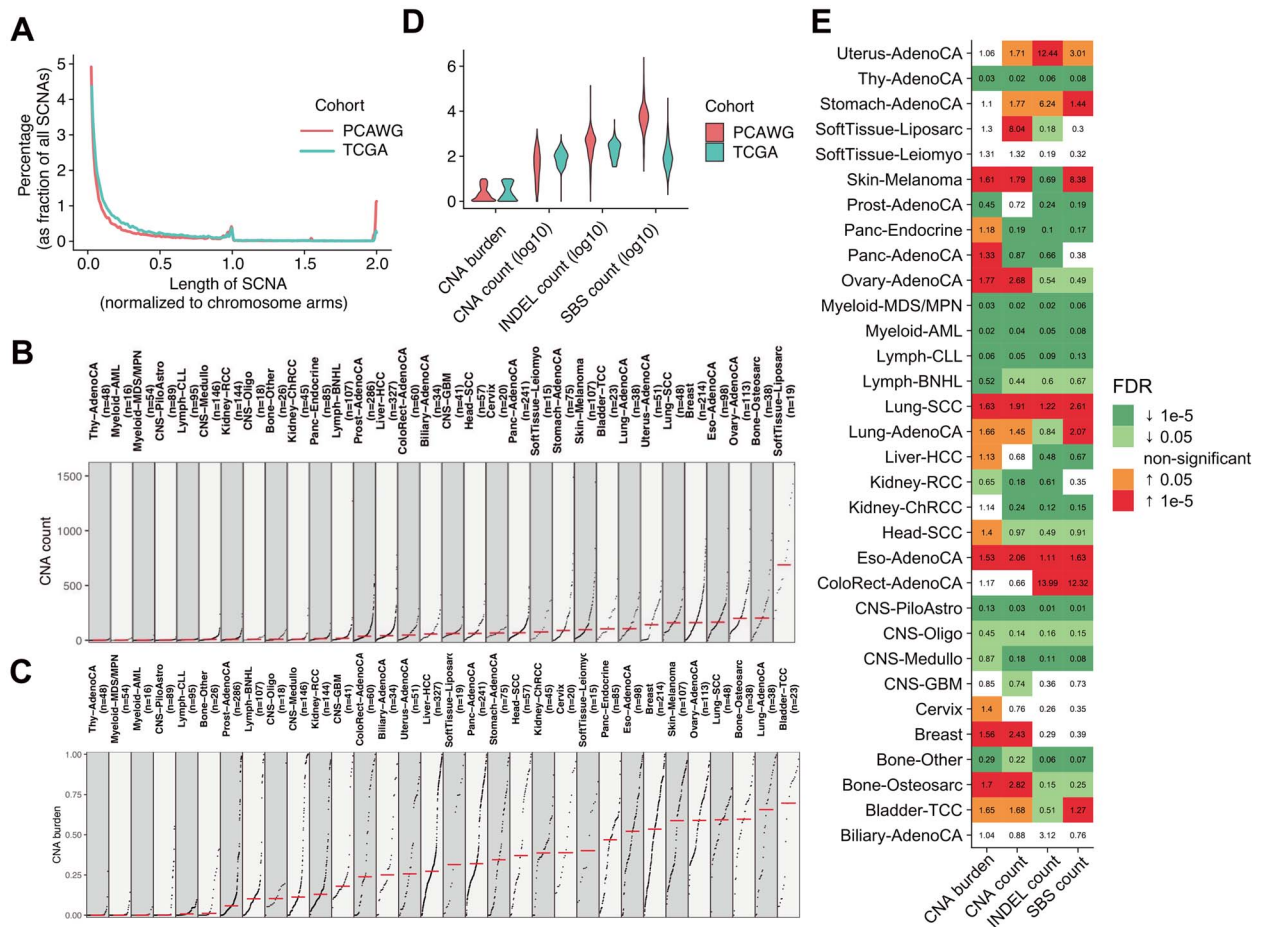 A
Percentage
(as fraction of all SCNAs)
5
4
3
2
1
0
0.0
0.5
1.0
1.5
2.0
Length of SCNA
(normalized to chromosome arms)
Cohort
PCAWG
TCGA
B
Thy−AdenoCA
(n=48)
Myeloid−AML
(n=16)
Myeloid−MDS/MPN
(n=54)
CNS−PiloAstro
(n=89)
Lymph−CLL
(n=95)
CNS−Medullo
(n=146)
Kidney−RCC
(n=144)
CNS−Oligo
(n=18)
Bone−Other
(n=26)
Kidney−ChRCC
(n=45)
Panc−Endocrine
(n=85)
Lymph−BNHL
(n=107)
Prost−AdenoCA
(n=286)
Liver−HCC
(n=327)
ColoRect−AdenoCA
(n=60)
Biliary−AdenoCA
(n=34)
CNS−GBM
(n=41)
Head−SCC
(n=57)
Cervix
(n=20)
Panc−AdenoCA
(n=241)
SoftTissue−Leiomyo
(n=15)
Stomach−AdenoCA
(n=75)
Skin−Melanoma
(n=107)
Bladder−TCC
(n=23)
Lung−AdenoCA
(n=38)
Uterus−AdenoCA
(n=51)
Lung−SCC
(n=48)
Breast
(n=214)
Eso−AdenoCA
(n=98)
Ovary−AdenoCA
(n=113)
Bone−Osteosarc
(n=38)
SoftTissue−Liposarc
(n=19)
CNA count
1500
1000
500
0
C
Thy−AdenoCA
(n=48)
Myeloid−MDS/MPN
(n=54)
Myeloid−AML
(n=16)
CNS−PiloAstro
(n=89)
Lymph−CLL
(n=95)
Bone−Other
(n=26)
Prost−AdenoCA
(n=286)
Lymph−BNHL
(n=107)
CNS−Oligo
(n=18)
CNS−Medullo
(n=146)
Kidney−RCC
(n=144)
CNS−GBM
(n=41)
ColoRect−AdenoCA
(n=60)
Biliary−AdenoCA
(n=34)
Uterus−AdenoCA
(n=51)
Liver−HCC
(n=327)
SoftTissue−Liposarc
(n=19)
Panc−AdenoCA
(n=241)
Stomach−AdenoCA
(n=75)
Head−SCC
(n=57)
Kidney−ChRCC
(n=45)
Cervix
(n=20)
SoftTissue−Leiomyo
(n=15)
Panc−Endocrine
(n=85)
Eso−AdenoCA
(n=98)
Breast
(n=214)
Skin−Melanoma
(n=107)
Ovary−AdenoCA
(n=113)
Lung−SCC
(n=48)
Bone−Osteosarc
(n=38)
Lung−AdenoCA
(n=38)
Bladder−TCC
(n=23)
CNA burden
1.00
0.75
0.50
0.25
0.00
D
6
4
2
0
CNA burden
CNA count (log10)
INDEL count (log10)
SBS count (log10)
Cohort
PCAWG
TCGA
E
Uterus-AdenoCA 1.06 1.71 12.44 3.01
Thy-AdenoCA 0.03 0.02 0.06 0.08
Stomach-AdenoCA 1.1 1.77 6.24 1.44
SoftTissue-Liposarc 1.3 8.04 0.18 0.3
SoftTissue-Leiomyo 1.31 1.32 0.19 0.32
Skin-Melanoma 1.61 1.79 0.69 8.38
Prost-AdenoCA 0.45 0.72 0.24 0.19
Panc-Endocrine 1.18 0.19 0.1 0.17
Panc-AdenoCA 1.33 0.87 0.66 0.38
Ovary-AdenoCA 1.77 2.68 0.54 0.49
Myeloid-MDS/MPN 0.03 0.02 0.02 0.06
Myeloid-AML 0.02 0.04 0.05 0.08
Lymph-CLL 0.06 0.05 0.09 0.13
Lymph-BNHL 0.52 0.44 0.6 0.67
Lung-SCC 1.63 1.91 1.22 2.61
Lung-AdenoCA 1.66 1.45 0.84 2.07
Liver-HCC 1.13 0.68 0.48 0.67
Kidney-RCC 0.65 0.18 0.61 0.35
Kidney-ChRCC 1.14 0.24 0.12 0.15
Head-SCC 1.4 0.97 0.49 0.91
Eso-AdenoCA 1.53 2.06 1.11 1.63
ColoRect-AdenoCA 1.17 0.66 13.99 12.32
CNS-PiloAstro 0.13 0.03 0.01 0.01
CNS-Oligo 0.45 0.14 0.16 0.15
CNS-Medullo 0.87 0.18 0.11 0.08
CNS-GBM 0.85 0.74 0.36 0.73
Cervix 1.4 0.76 0.26 0.35
Breast 1.56 2.43 0.29 0.39
Bone-Other 0.29 0.22 0.06 0.07
Bone-Osteosarc 1.7 2.82 0.15 0.25
Bladder-TCC 1.65 1.68 0.51 1.27
Biliary-AdenoCA 1.04 0.88 3.12 0.76
CNA burden
CNA count
INDEL count
SBS count
FDR
↓ 1e-5
↓ 0.05
non-significant
↑ 0.05
↑ 1e-5